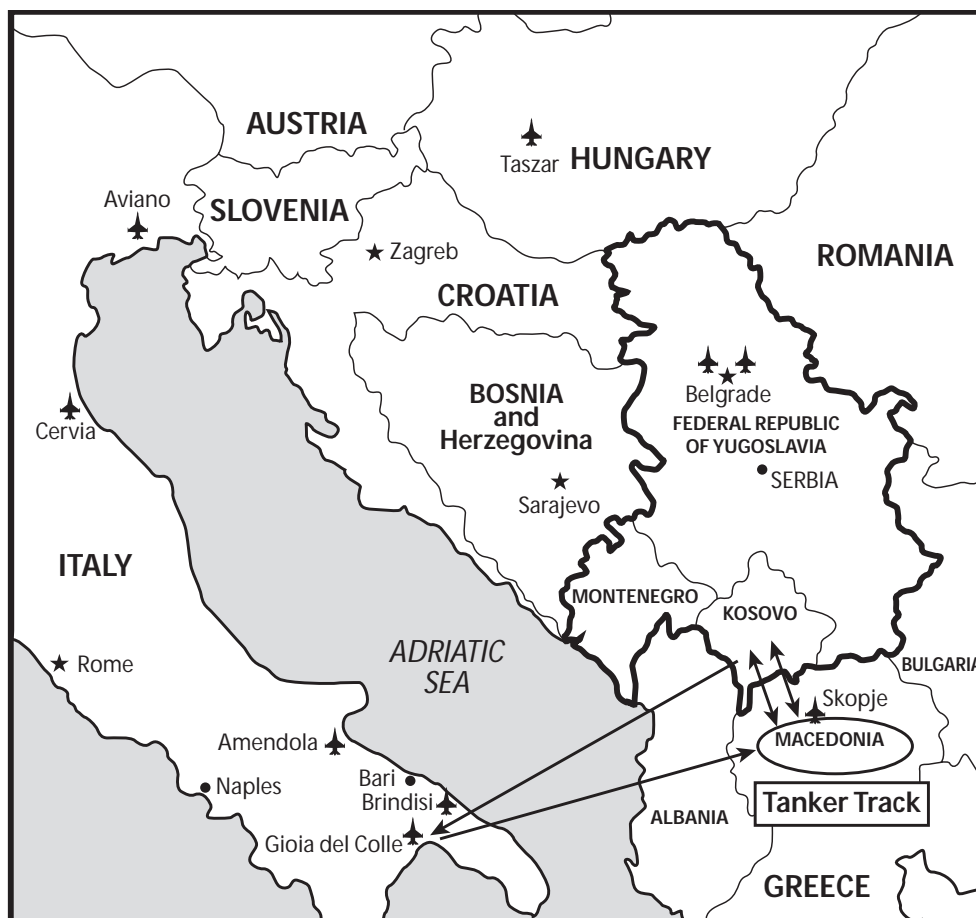 AUSTRIA
Taszar
HUNGARY
Aviano
SLOVENIA
Zagreb
ROMANIA
CROATIA
BOSNIA
and
Herzegovina
Belgrade
FEDERAL REPUBLIC
OF YUGOSLAVIA
SERBIA
Cervia
Sarajevo
ITALY
MONTENEGRO
KOSOVO
ADRIATIC
SEA
Rome
BULGARIA
Skopje
MACEDONIA
Amendola
Bari
Naples
Brindisi
Tanker Track
ALBANIA
Gioia del Colle
GREECE